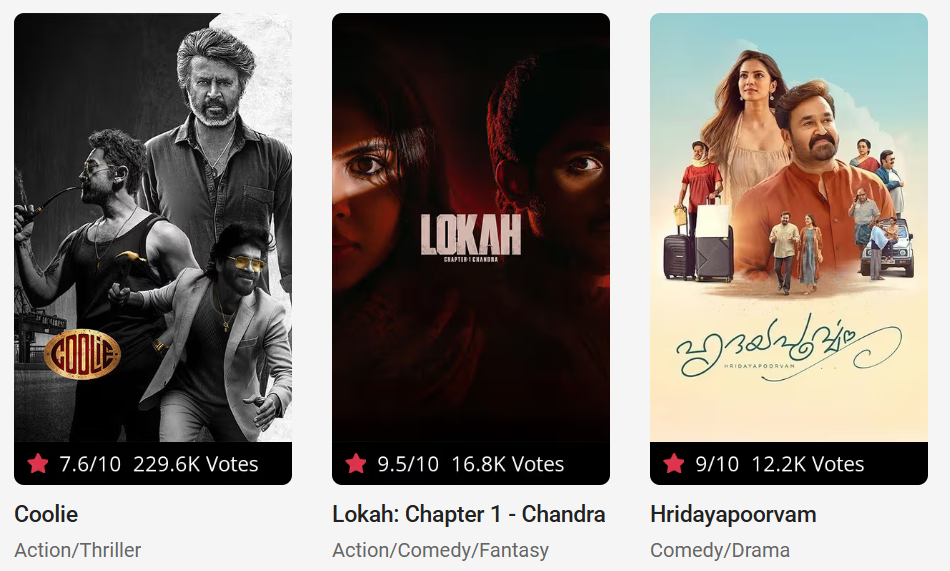 COOLIE
LOKAH
CHAPTER 1 CHANDRA
ഹൃദയപൂർവ്വം
HRIDAYAPOORVAM
7.6/10 229.6K Votes
9.5/10 16.8K Votes
9/10 12.2K Votes
Coolie
Lokah: Chapter 1 - Chandra
Hridayapoorvam
Action/Thriller
Action/Comedy/Fantasy
Comedy/Drama